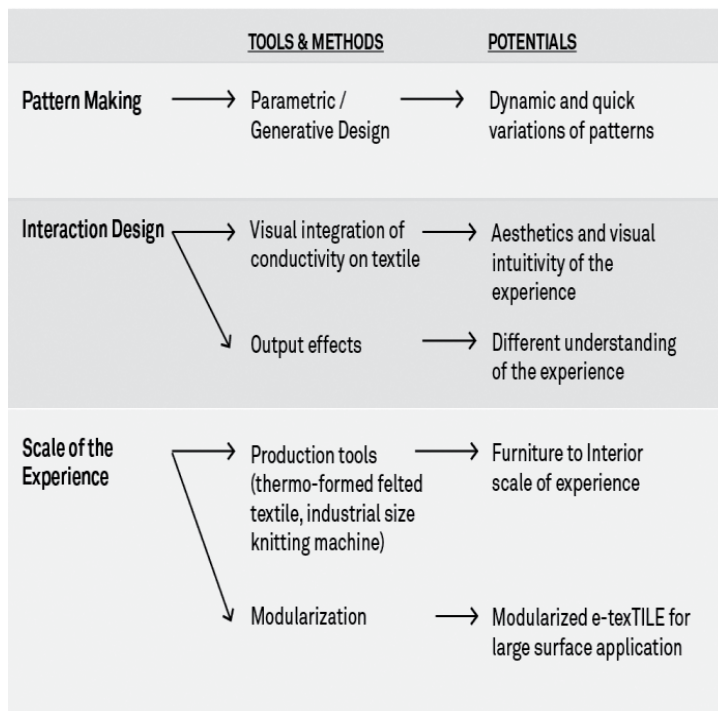 TOOLS & METHODS
POTENTIALS
Pattern Making
Parametric /
Generative Design
Dynamic and quick
variations of patterns
Interaction Design
Visual integration of
conductivity on textile
Aesthetics and visual
intuitivity of the
experience
Output effects
Different understanding
of the experience
Scale of the
Experience
Production tools
(thermo-formed felted
textile, industrial size
knitting machine)
Furniture to Interior
scale of experience
Modularization
Modularized e-texTILE for
large surface application